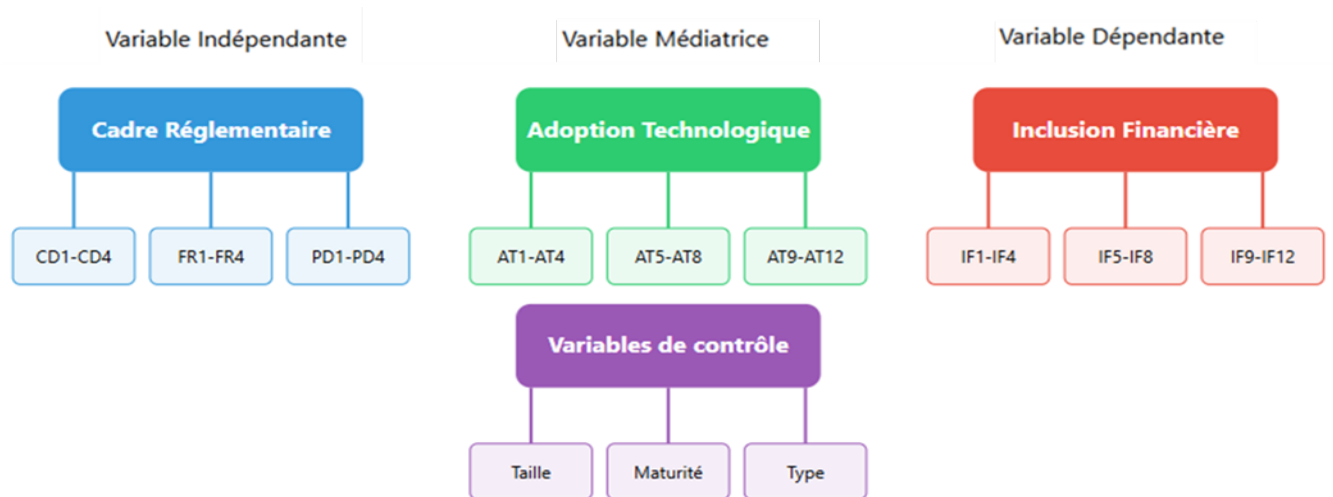 Variable Indépendante
Variable Médiatrice
Variable Dépendante
Cadre Réglementaire
Adoption Technologique
Inclusion Financière
CD1-CD4
FR1-FR4
PD1-PD4
AT1-AT4
AT5-AT8
AT9-AT12
IF1-IF4
IF5-IF8
IF9-IF12
Variables de contrôle
Taille
Maturité
Type